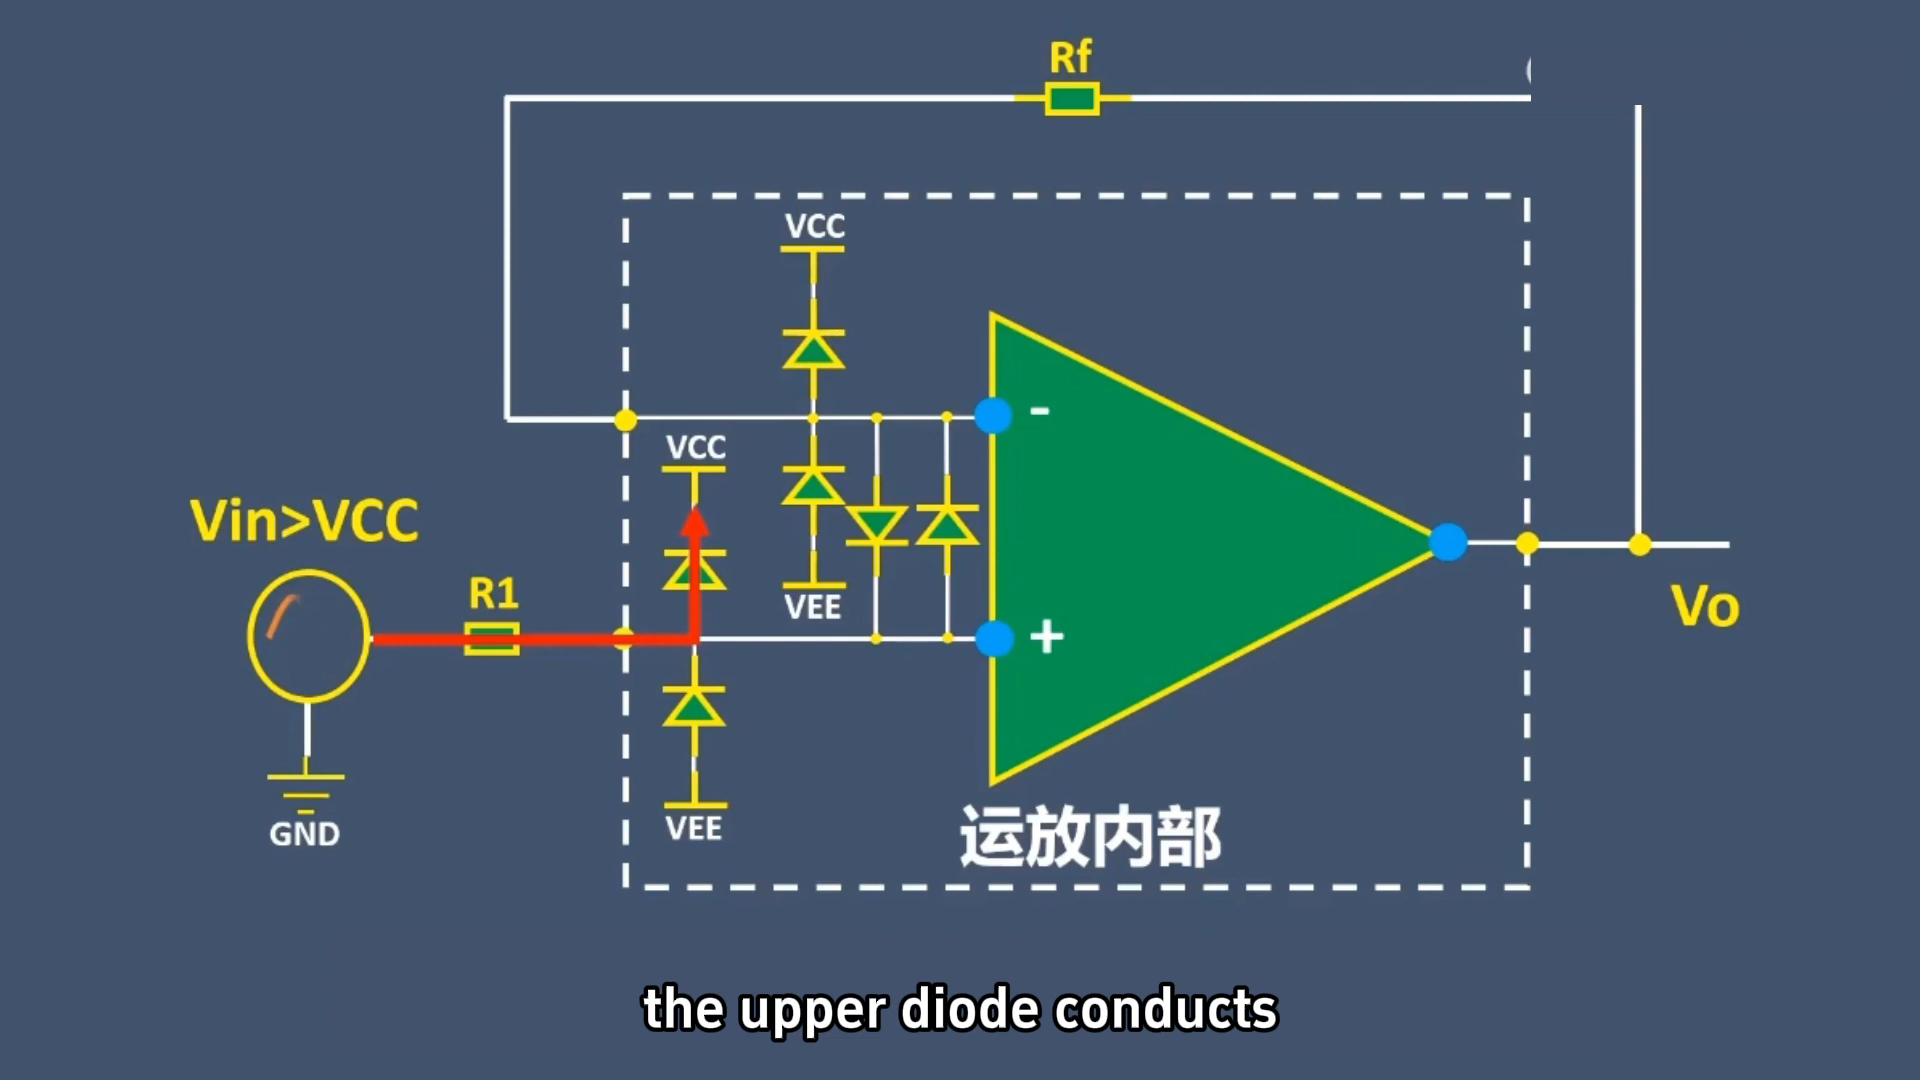 Rf
VCC
-
VCC
Vin>VCC
R1
VEE
+
Vo
VEE
GND
运放内部
the upper diode conducts